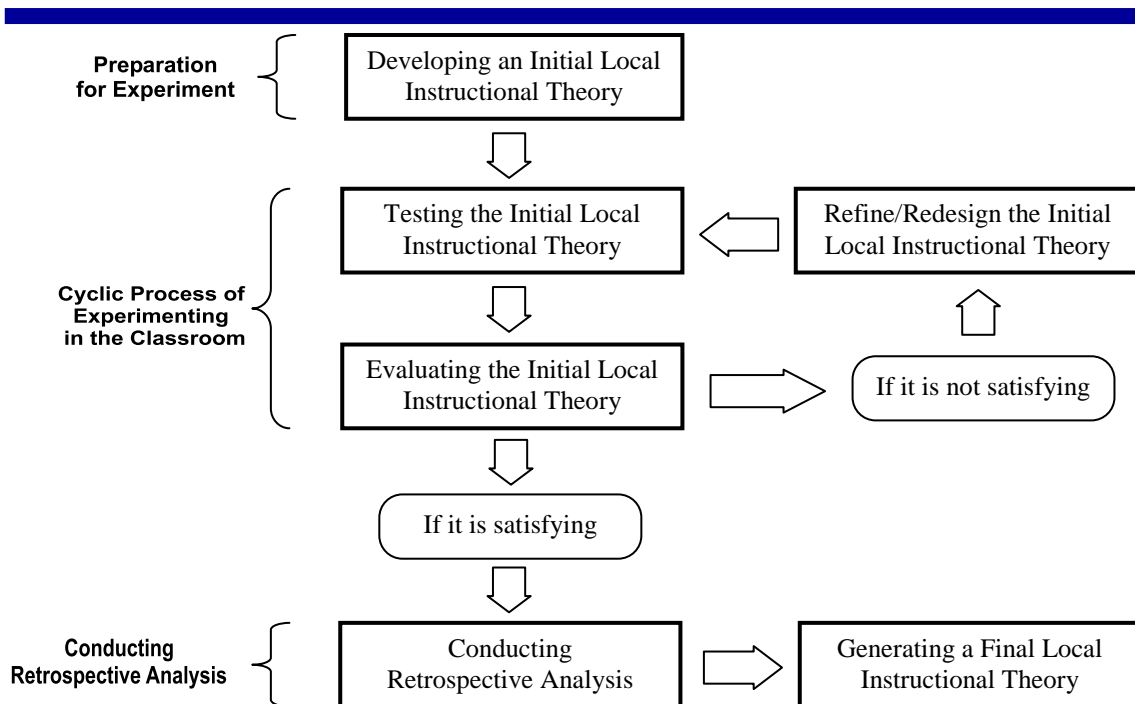 Preparation
for Experiment
Developing an Initial Local
Instructional Theory
Cyclic Process of
Experimenting
in the Classroom
Testing the Initial Local
Instructional Theory
Refine/Redesign the Initial
Local Instructional Theory
Evaluating the Initial Local
Instructional Theory
If it is not satisfying
If it is satisfying
Conducting
Retrospective Analysis
Conducting
Retrospective Analysis
Generating a Final Local
Instructional Theory